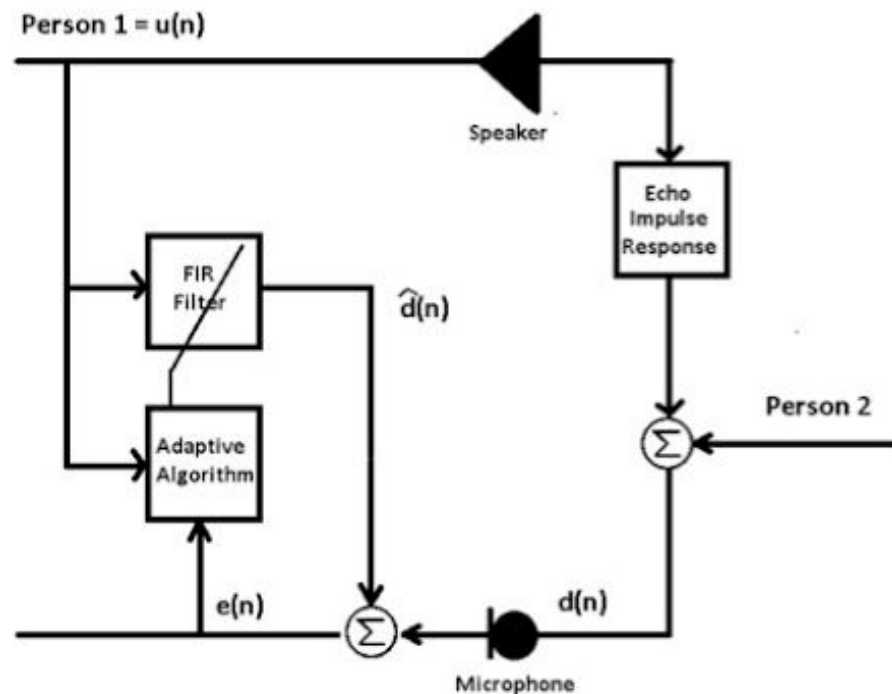 Person 1 = u(n)
Speaker
Echo
Impulse
Response
FIR
Filter
d̂(n)
Person 2
Σ
Adaptive
Algorithm
e(n)
Σ
d(n)
Microphone